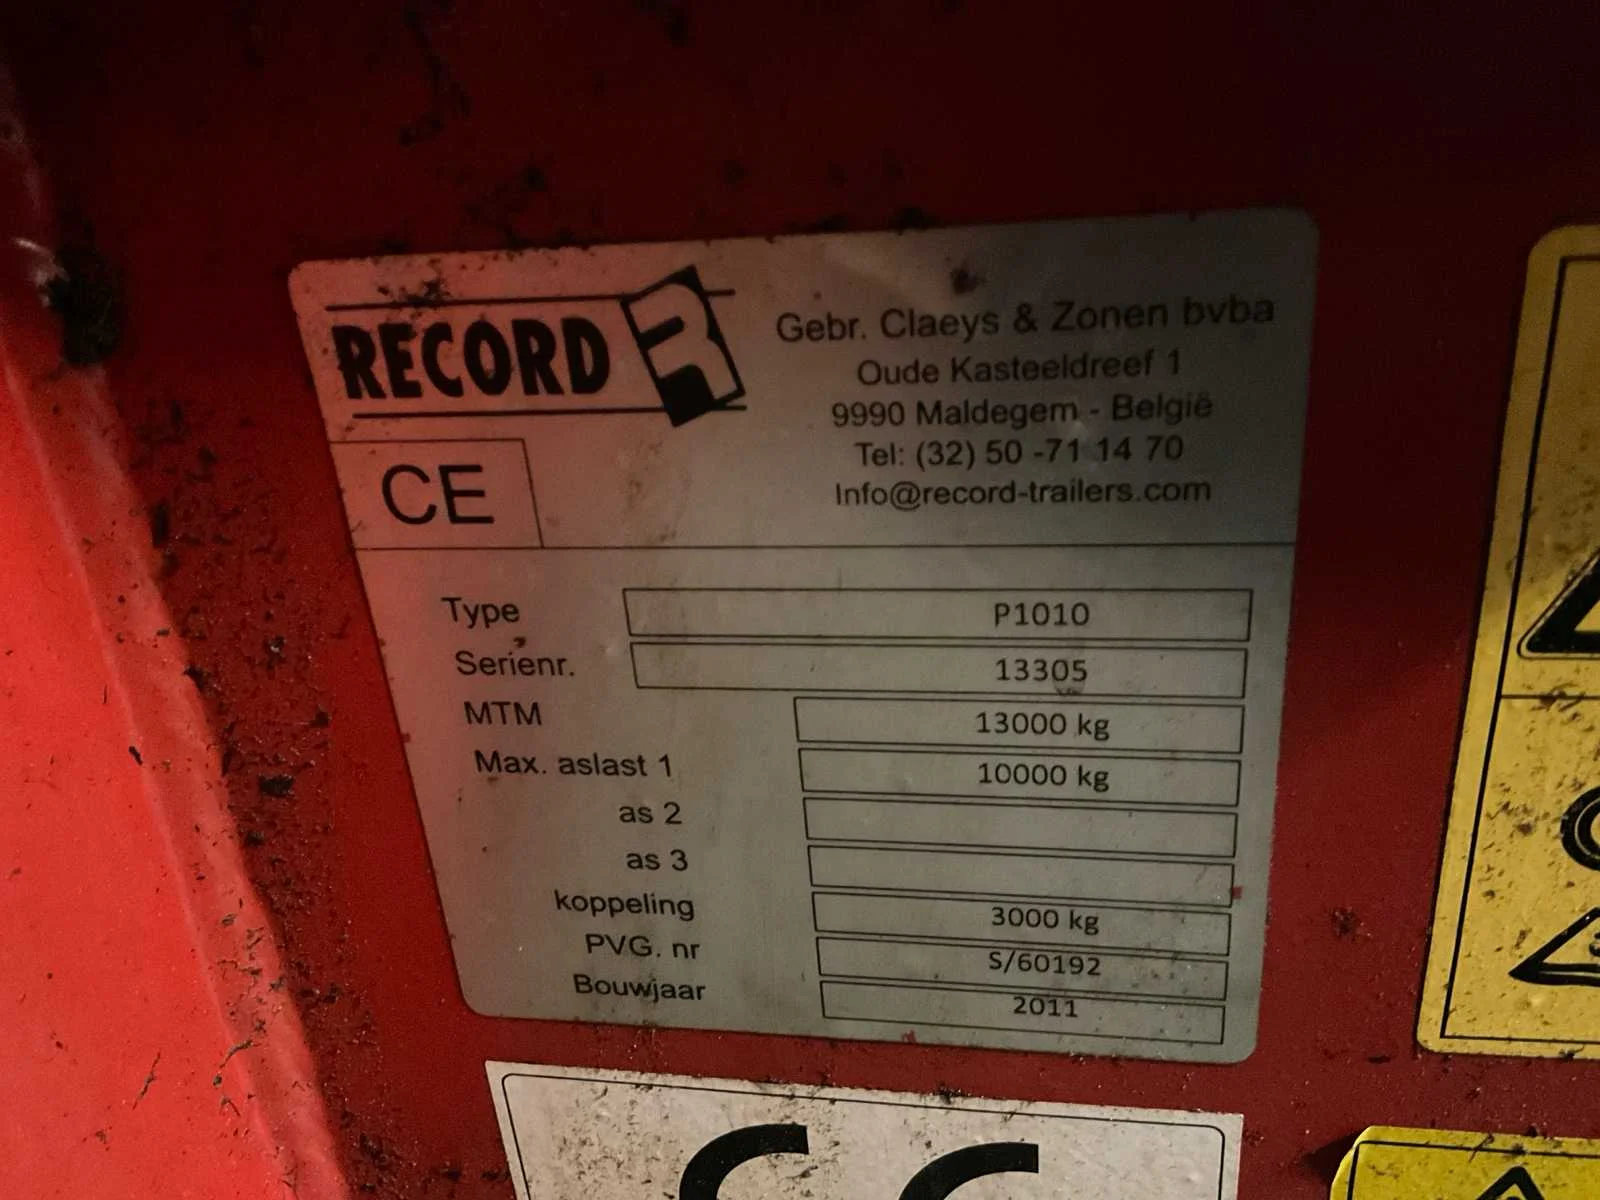 RECORD R
Gebr. Claeys & Zonen bvba
Oude Kasteeldreef 1
9990 Maldegem - België
Tel: (32) 50 -71 14 70
Info@record-trailers.com
CE
Type P1010
Serienr. 13305
MTM 13000 kg
Max. aslast 1 10000 kg
as 2
as 3
koppeling 3000 kg
PVG. nr S/60192
Bouwjaar 2011